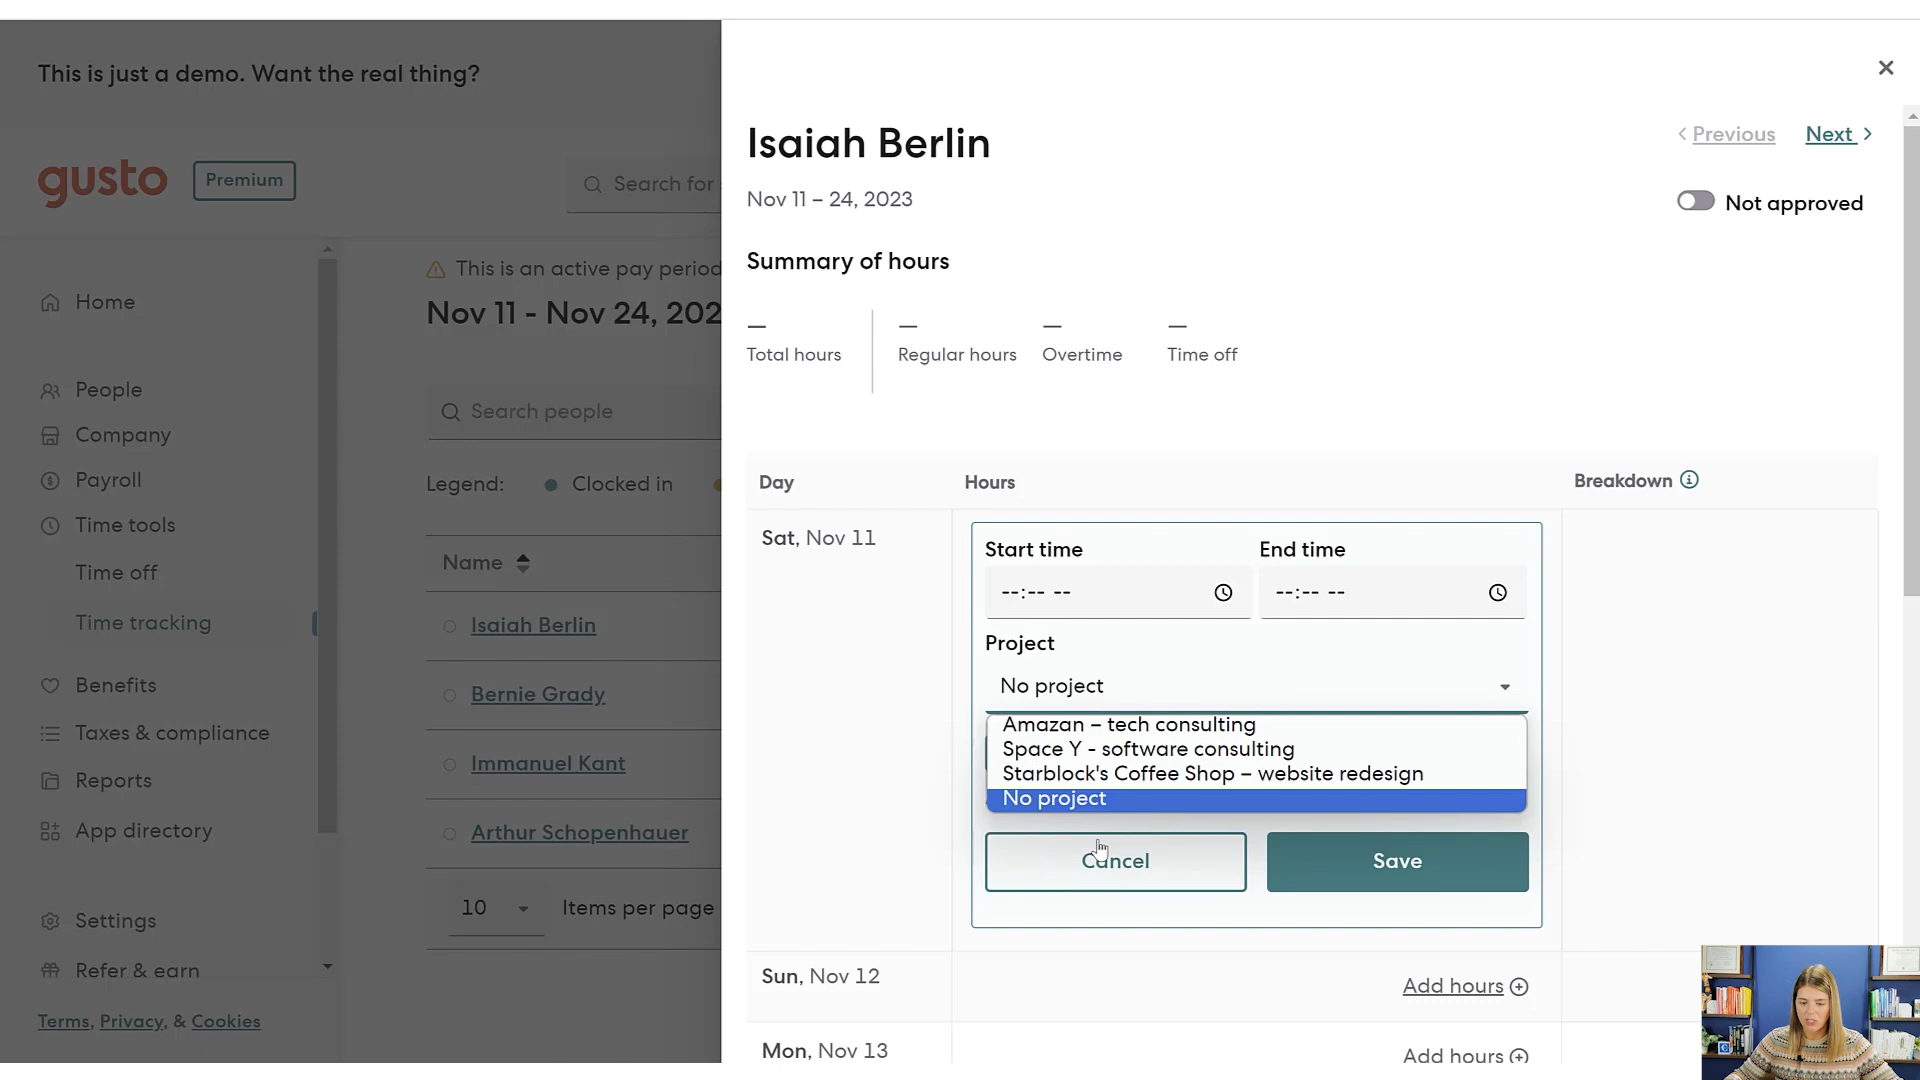 This is just a demo. Want the real thing?
gusto
Premium
Search for
Home
People
Company
Payroll
Time tools
Time off
Time tracking
Benefits
Taxes & compliance
Reports
App directory
Settings
Refer & earn
Terms, Privacy, & Cookies
This is an active pay period
Nov 11 - Nov 24, 202
Search people
Legend: Clocked in
Name
Isaiah Berlin
Bernie Grady
Immanuel Kant
Arthur Schopenhauer
10 Items per page
Isaiah Berlin
Previous Next
Nov 11 – 24, 2023
Not approved
Summary of hours
— — — —
Total hours Regular hours Overtime Time off
Day Hours Breakdown
Sat, Nov 11
Start time End time
--:-- -- --:-- --
Project
No project
Amazan – tech consulting
Space Y - software consulting
Starblock's Coffee Shop – website redesign
No project
Cancel Save
Sun, Nov 12 Add hours
Mon, Nov 13 Add hours